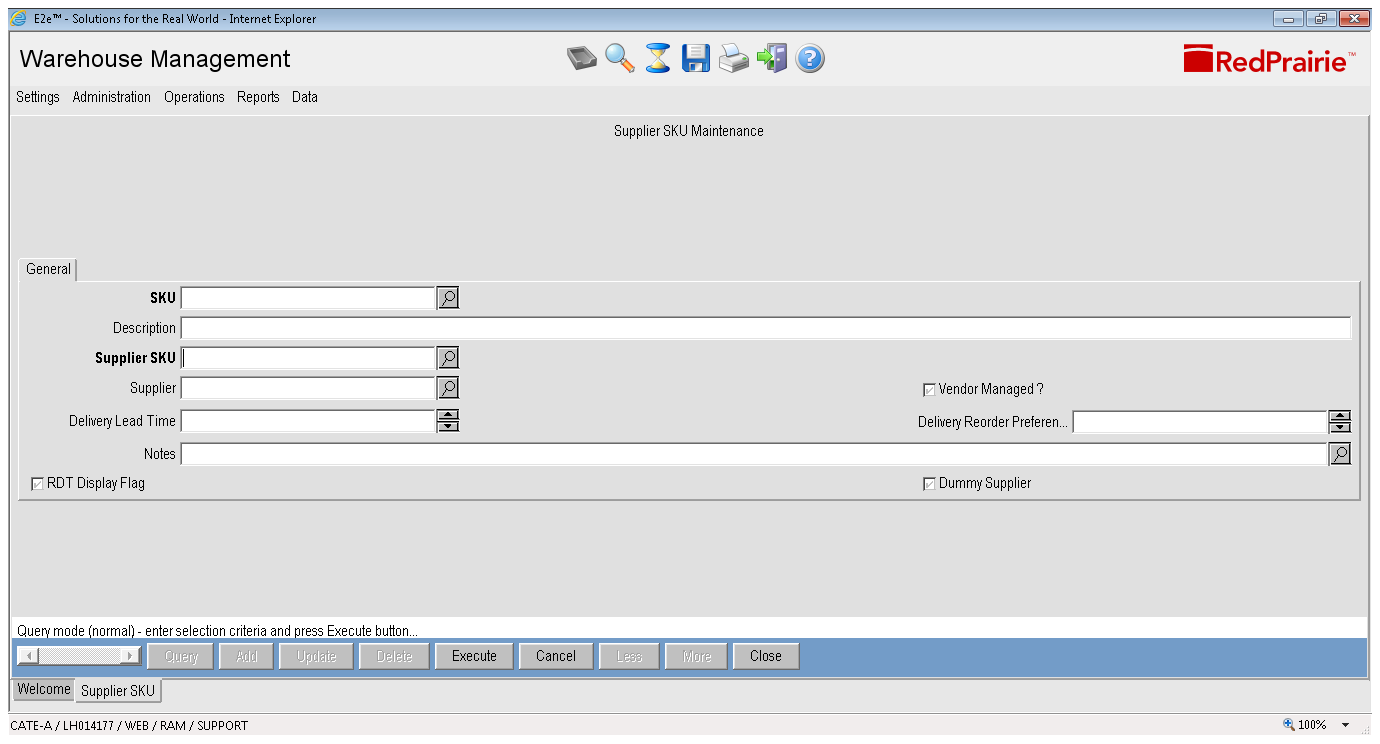 E2e™ - Solutions for the Real World - Internet Explorer
Warehouse Management
RedPrairie™
Settings Administration Operations Reports Data
Supplier SKU Maintenance
General
SKU
Description
Supplier SKU
Supplier
Vendor Managed ?
Delivery Lead Time
Delivery Reorder Preferen...
Notes
RDT Display Flag
Dummy Supplier
Query mode (normal) - enter selection criteria and press Execute button...
Query Add Update Delete Execute Cancel Less More Close
Welcome Supplier SKU
CATE-A / LH014177 / WEB / RAM / SUPPORT
100%